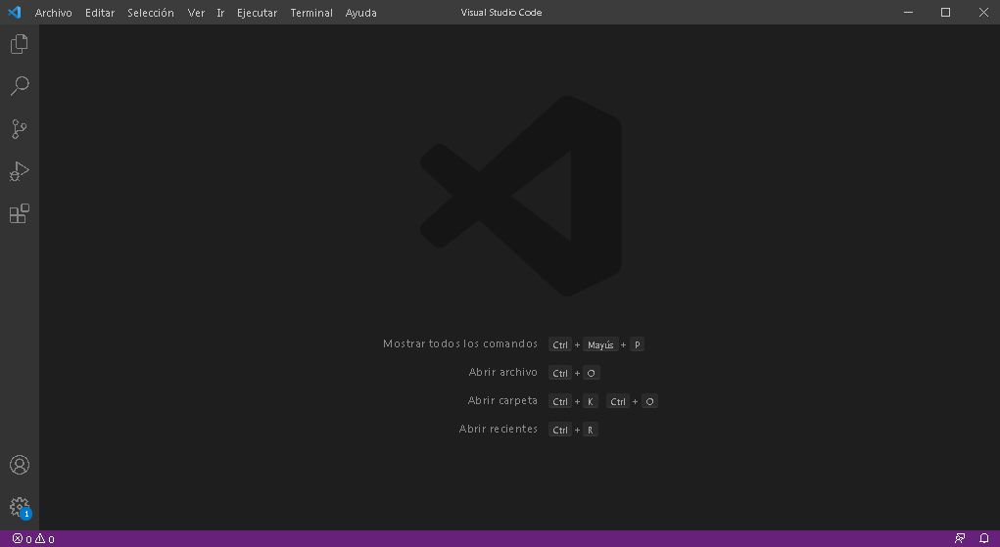 Archivo Editar Selección Ver Ir Ejecutar Terminal Ayuda Visual Studio Code
Mostrar todos los comandos Ctrl + Mayús + P
Abrir archivo Ctrl + O
Abrir carpeta Ctrl + K Ctrl + O
Abrir recientes Ctrl + R
1
0 0